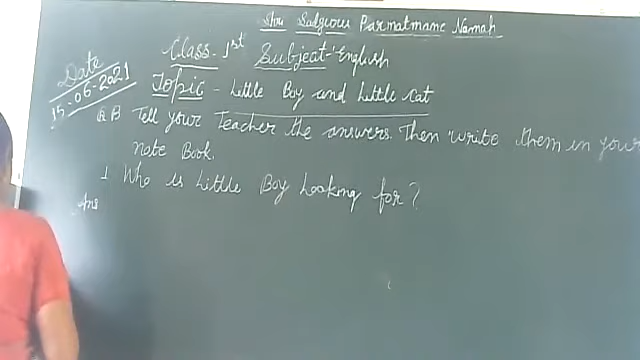 Shri Sadguru Parmatmane Namah
Date
15-06-2021
Class - 1st Subject - English
Topic - Little Boy and Little Cat
Q B Tell your Teacher the answers. Then write them in your
note Book.
1 Who is Little Boy Looking for?
Ans